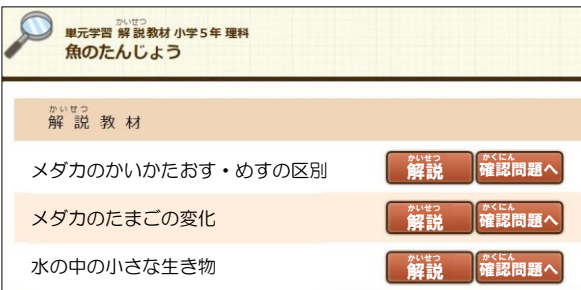 かいせつ
単元学習 解説教材 小学5年 理科
魚のたんじょう
かいせつ
解説教材
かいせつ かくにん
メダカのかいかたおす・めすの区別 解説 確認問題へ
かいせつ かくにん
メダカのたまごの変化 解説 確認問題へ
かいせつ かくにん
水の中の小さな生き物 解説 確認問題へ